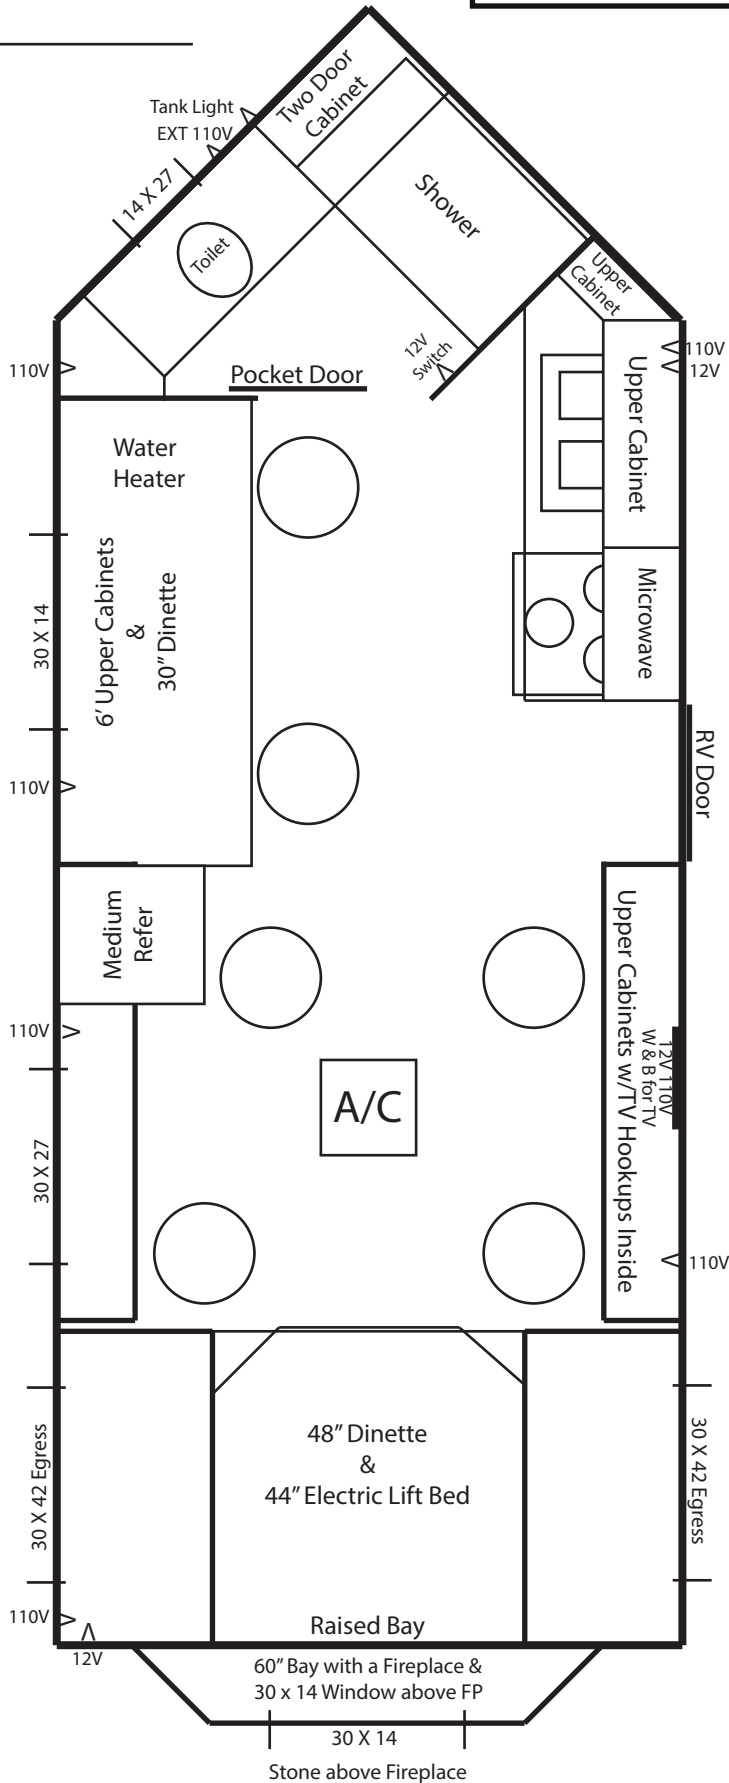 Two Door
Cabinet
Tank Light
EXT 110V
14 X 27
Toilet
Shower
Upper
Cabinet
12V
Switch
110V
Pocket Door
110V
12V
Upper Cabinet
Water
Heater
6' Upper Cabinets
&
30" Dinette
30 X 14
Microwave
110V
RV Door
Medium
Refer
Upper Cabinets w/TV Hookups Inside
12V 110V
W & B for TV
110V
A/C
30 X 27
110V
48" Dinette
&
44" Electric Lift Bed
30 X 42 Egress
30 X 42 Egress
110V
12V
Raised Bay
60" Bay with a Fireplace &
30 x 14 Window above FP
30 X 14
Stone above Fireplace